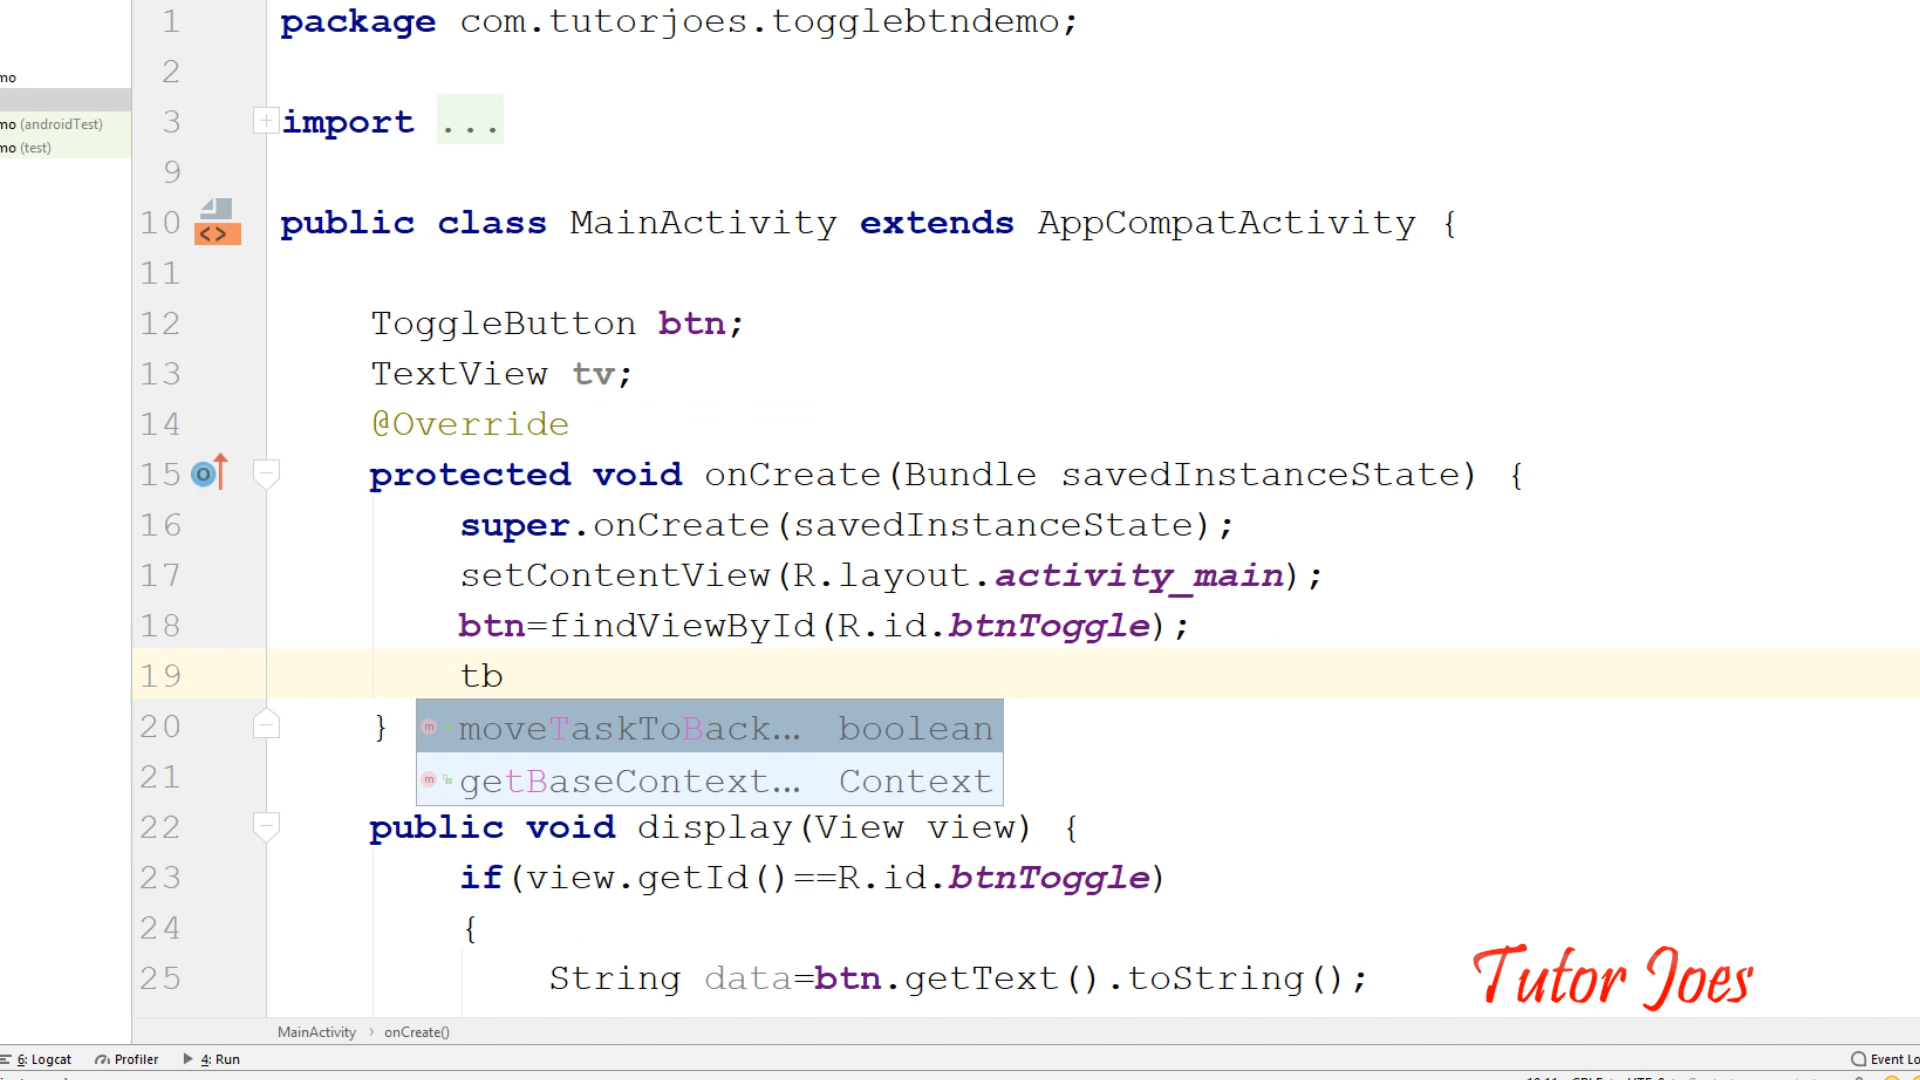 1 package com.tutorjoes.togglebtndemo;
2
mo
3 import ...
mo (androidTest)
mo (test)
9
10 public class MainActivity extends AppCompatActivity {
11
12 ToggleButton btn;
13 TextView tv;
14 @Override
15 protected void onCreate(Bundle savedInstanceState) {
16 super.onCreate(savedInstanceState);
17 setContentView(R.layout.activity_main);
18 btn=findViewById(R.id.btnToggle);
19 tb
20 }
moveTaskToBack... boolean
21
getBaseContext... Context
22 public void display(View view) {
23 if(view.getId()==R.id.btnToggle)
24 {
25 String data=btn.getText().toString();
Tutor Joes
MainActivity › onCreate()
6: Logcat Profiler 4: Run Event Lo